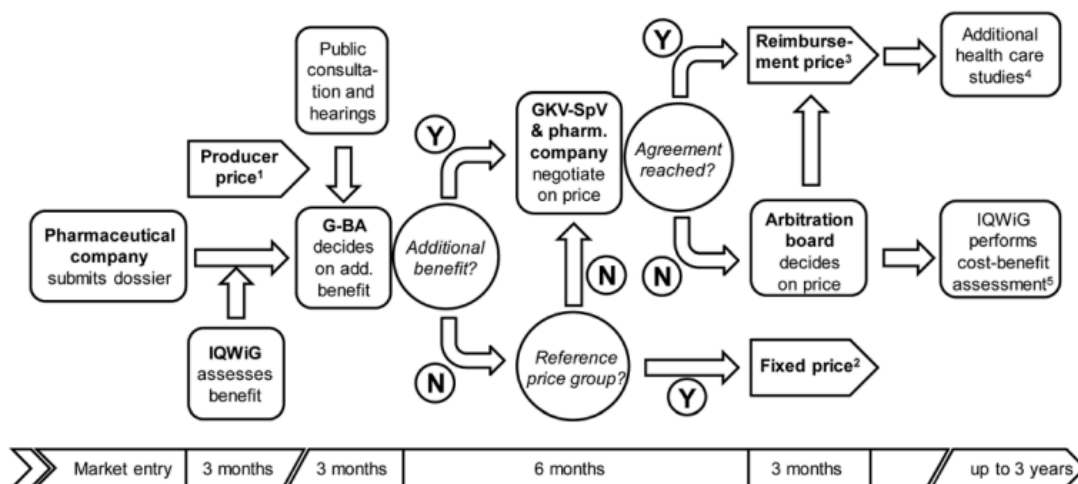 Public
consulta-
tion and
hearings
Producer
price¹
Pharmaceutical
company
submits dossier
IQWiG
assesses
benefit
G-BA
decides
on add.
benefit
Additional
benefit?
Y
N
GKV-SpV
& pharm.
company
negotiate
on price
N
Reference
price group?
Y
Agreement
reached?
Y
N
Reimburse-
ment price³
Arbitration
board
decides
on price
Fixed price²
Additional
health care
studies⁴
IQWiG
performs
cost-benefit
assessment⁵
Market entry
3 months
3 months
6 months
3 months
up to 3 years